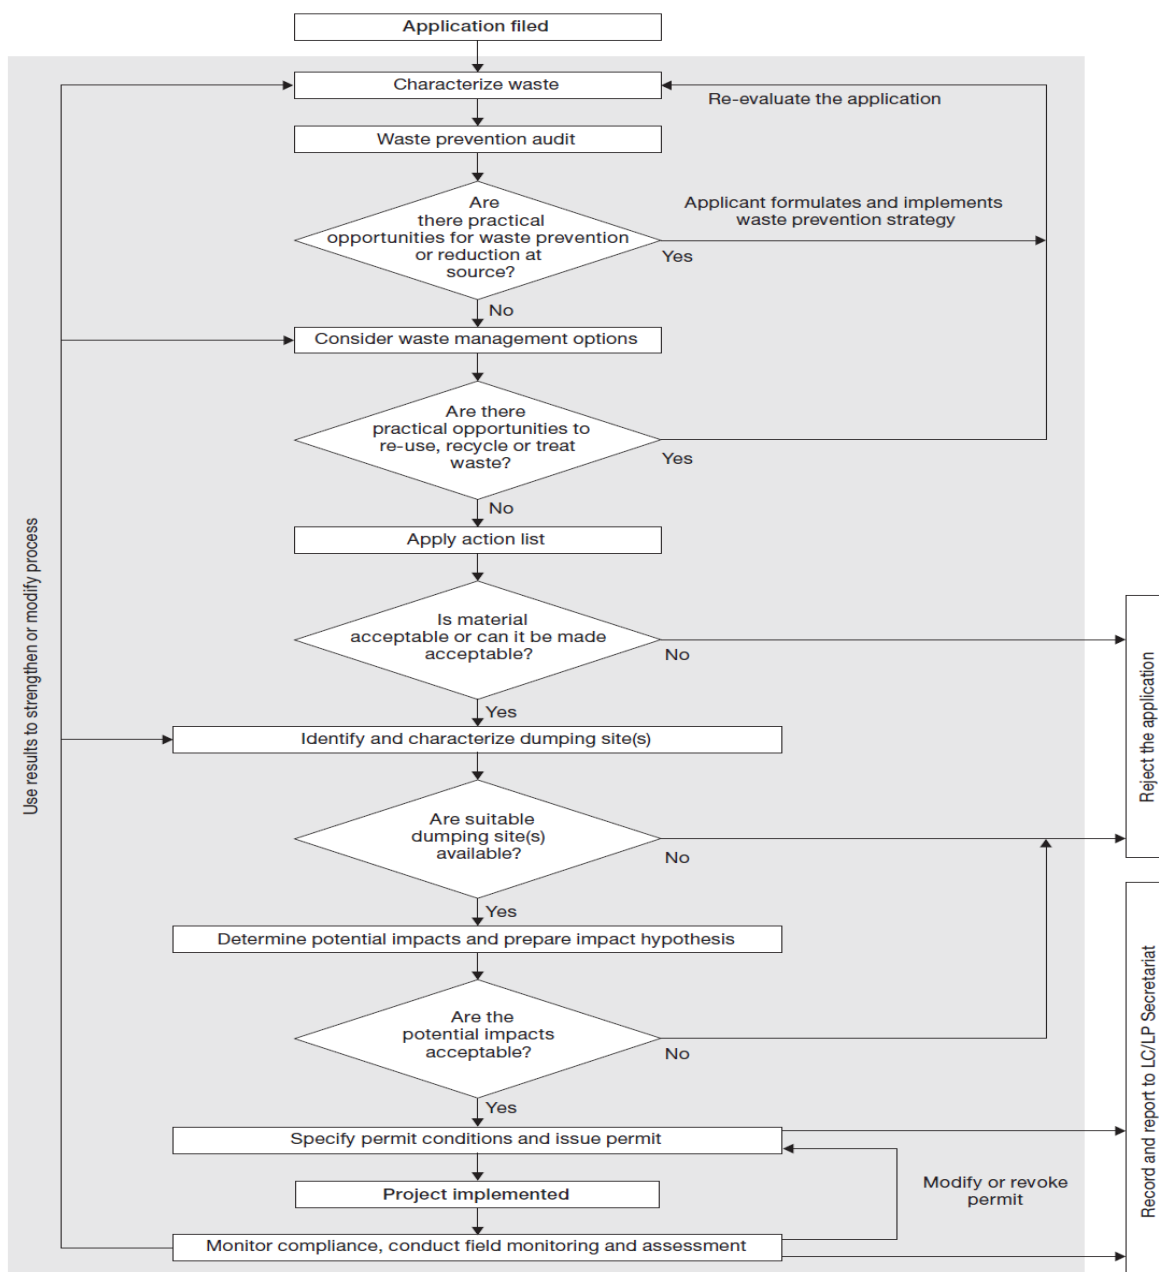 Application filed
Characterize waste
Re-evaluate the application
Waste prevention audit
Are
there practical
opportunities for waste prevention
or reduction at
source?
Applicant formulates and implements
waste prevention strategy
Yes
No
Consider waste management options
Are there
practical opportunities to
re-use, recycle or treat
waste?
Yes
No
Apply action list
Is material
acceptable or can it be made
acceptable?
No
Yes
Identify and characterize dumping site(s)
Are suitable
dumping site(s)
available?
No
Yes
Determine potential impacts and prepare impact hypothesis
Are the
potential impacts
acceptable?
No
Yes
Specify permit conditions and issue permit
Project implemented
Modify or revoke
permit
Monitor compliance, conduct field monitoring and assessment
Use results to strengthen or modify process
Reject the application
Record and report to LC/LP Secretariat